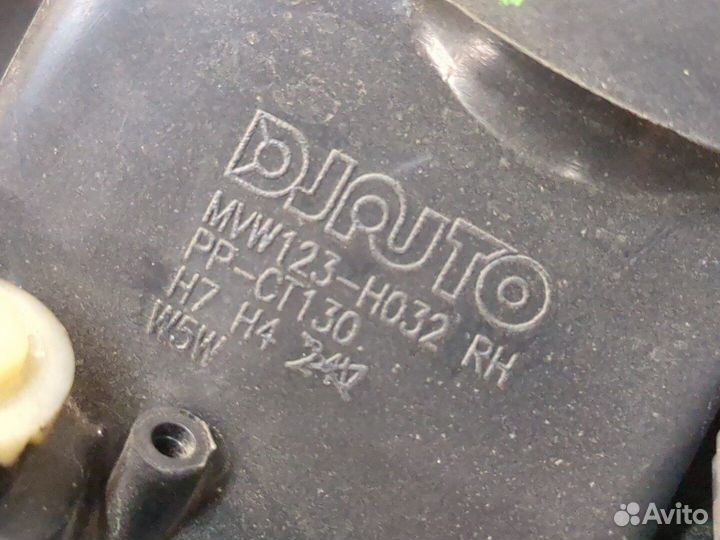 DJAUTO
MVW123-H032 RH
PP-CT130
H7 H4
W5W
Avito